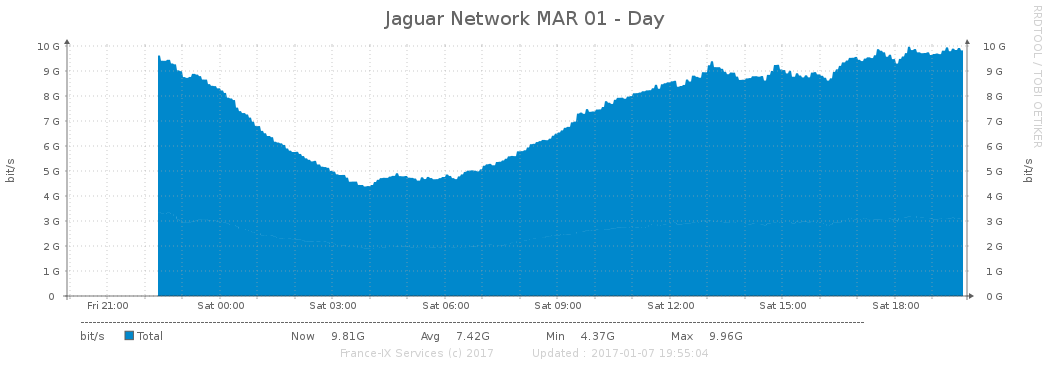 Jaguar Network MAR 01 - Day
RRDTOOL / TOBI OETIKER
bit/s
10 G
9 G
8 G
7 G
6 G
5 G
4 G
3 G
2 G
1 G
0
10 G
9 G
8 G
7 G
6 G
5 G
4 G
3 G
2 G
1 G
0 G
bit/s
Fri 21:00 Sat 00:00 Sat 03:00 Sat 06:00 Sat 09:00 Sat 12:00 Sat 15:00 Sat 18:00
bit/s Total Now 9.81G Avg 7.42G Min 4.37G Max 9.96G
France-IX Services (c) 2017 Updated : 2017-01-07 19:55:04